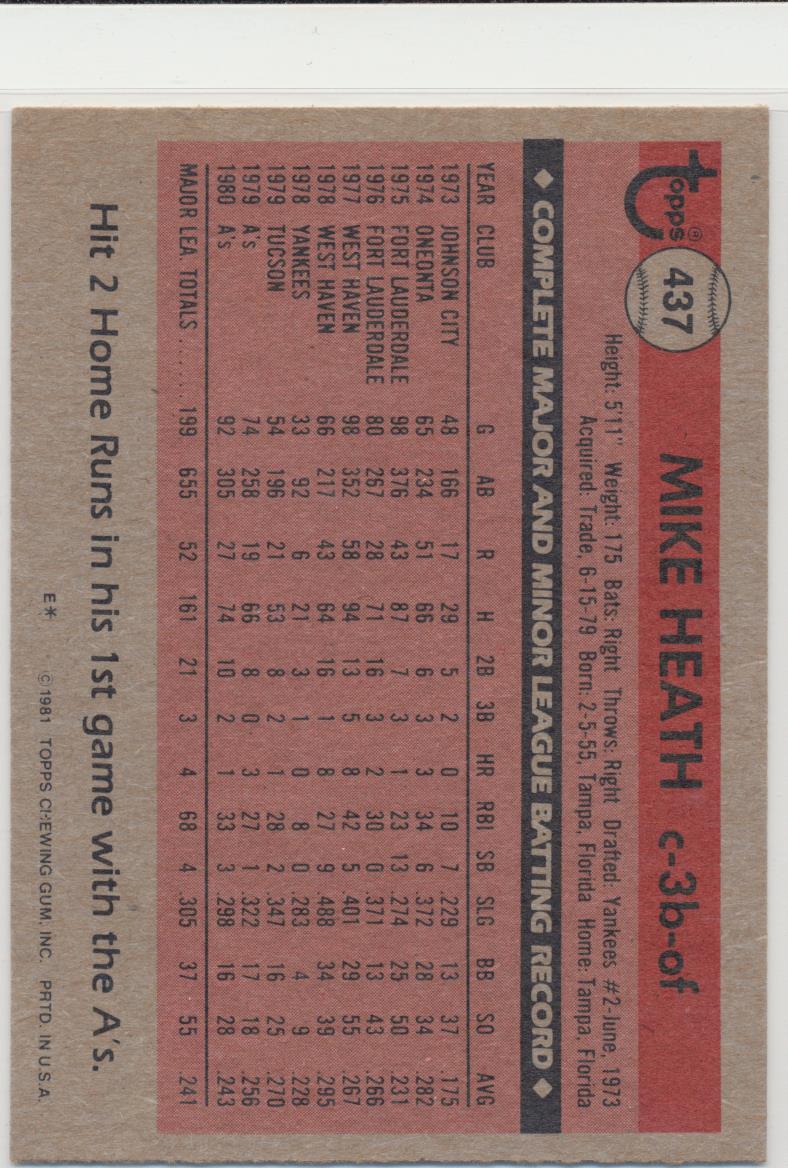 topps®
437
MIKE HEATH c-3b-of
Height: 5'11" Weight: 175 Bats: Right Throws: Right Drafted: Yankees #2-June, 1973
Acquired: Trade, 6-15-79 Born: 2-5-55, Tampa, Florida Home: Tampa, Florida
◆ COMPLETE MAJOR AND MINOR LEAGUE BATTING RECORD ◆
YEAR CLUB G AB R H 2B 3B HR RBI SB SLG BB SO AVG
1973 JOHNSON CITY 48 166 17 29 5 2 0 10 7 .229 13 37 .175
1974 ONEONTA 65 234 51 66 6 3 3 34 6 .372 28 34 .282
1975 FORT LAUDERDALE 98 376 43 87 7 3 1 23 13 .274 25 50 .231
1976 FORT LAUDERDALE 80 267 28 71 16 3 2 30 0 .371 13 43 .266
1977 WEST HAVEN 98 352 58 94 13 5 8 42 5 .401 29 55 .267
1978 WEST HAVEN 66 217 43 64 16 1 8 27 9 .488 34 39 .295
1978 YANKEES 33 92 6 21 3 1 0 8 0 .283 4 9 .228
1979 TUCSON 54 196 21 53 8 2 1 28 2 .347 16 25 .270
1979 A's 74 258 19 66 8 0 3 27 1 .322 17 18 .256
1980 A's 92 305 27 74 10 2 1 33 3 .298 16 28 .243
MAJOR LEA. TOTALS ...... 199 655 52 161 21 3 4 68 4 .305 37 55 .241
Hit 2 Home Runs in his 1st game with the A's.
E* ©1981 TOPPS CHEWING GUM, INC. PRTD. IN U.S.A.